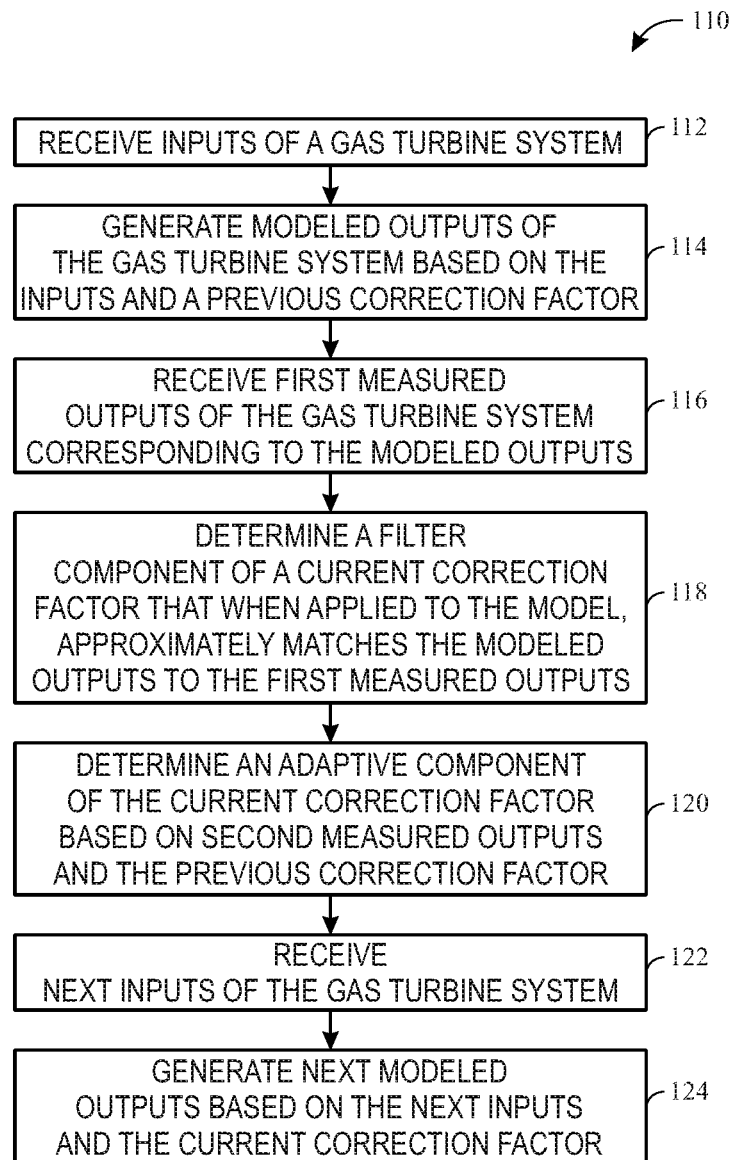 110
RECEIVE INPUTS OF A GAS TURBINE SYSTEM
112
GENERATE MODELED OUTPUTS OF
THE GAS TURBINE SYSTEM BASED ON THE
INPUTS AND A PREVIOUS CORRECTION FACTOR
114
RECEIVE FIRST MEASURED
OUTPUTS OF THE GAS TURBINE SYSTEM
CORRESPONDING TO THE MODELED OUTPUTS
116
DETERMINE A FILTER
COMPONENT OF A CURRENT CORRECTION
FACTOR THAT WHEN APPLIED TO THE MODEL,
APPROXIMATELY MATCHES THE MODELED
OUTPUTS TO THE FIRST MEASURED OUTPUTS
118
DETERMINE AN ADAPTIVE COMPONENT
OF THE CURRENT CORRECTION FACTOR
BASED ON SECOND MEASURED OUTPUTS
AND THE PREVIOUS CORRECTION FACTOR
120
RECEIVE
NEXT INPUTS OF THE GAS TURBINE SYSTEM
122
GENERATE NEXT MODELED
OUTPUTS BASED ON THE NEXT INPUTS
AND THE CURRENT CORRECTION FACTOR
124